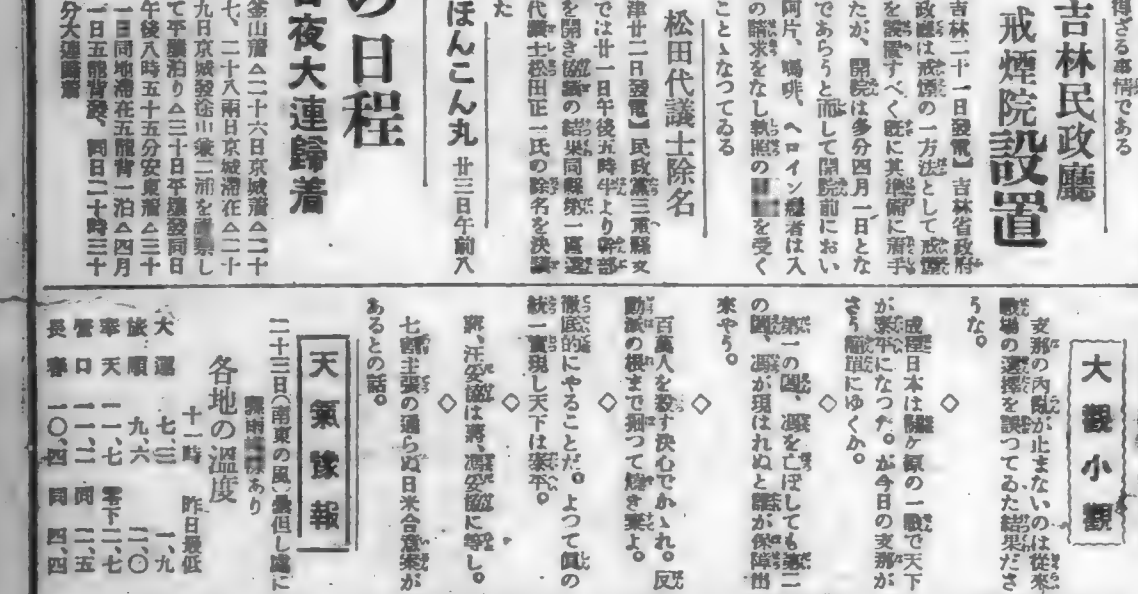 得ざる事情である
吉林民政廳
戒煙院設置
吉林二十一日發電】吉林省政府
政廳は戒煙の一方法として戒煙
を設置すべく既に其準備に着手
たが、開院は多分四月一日とな
であらうと而して開院前におい
阿片、嗎啡、ヘロイン癮者は入
の請求をなし執照の を受く
ことゝなつてゐる
松田代議士除名
津廿二日發電】民政黨三重縣支
では廿一日午後五時半より幹部
を開き協議の結果同縣第一區選
代議士松田正一氏の除名を決議
た
ほんこん丸 廿三日午前八
の日程
夜大連歸着
釜山着△二十六日京城着△二十
七、二十八兩日京城滯在△二十
九日京城發途中兼二浦を視察し
て平壤泊り△三十日平壤發同日
午後八時五十五分安東着△三十
一日同地滯在五龍背一泊△四月
一日五龍背發、同日二十時三十
分大連歸着
大觀小觀
支那の内亂が止まないのは從來
戰場の選擇を誤つてゐた結果ださ
うな。
◇
成程日本は關ケ原の一戰で天下
が泰平になつた。が今日の支那が
さう簡單にゆくか。
◇
第一の閻、馮を亡ぼしても第二
の閻、馮が現はれぬと誰が保障出
來やう。
◇
百萬人を殺す決心でかゝれ。反
動派の根まで掘つて燒き棄よ。
◇
徹底的にやることだ。よつて眞の
統一實現し天下は泰平。
◇
蔣、汪妥協は蔣、馮妥協に等し。
◇
七割主張の通らぬ日米合意案が
あるとの話。
天氣豫報
二十三日(南東の風)曇但し處に
霧雨 あり
各地の溫度
十一時 昨日最低
大連 七、三 一、九
旅順 九、六 二、〇
奉天 一一、七 零下二、七
營口 一一、二 同 二、五
長春 一〇、四 同 四、四